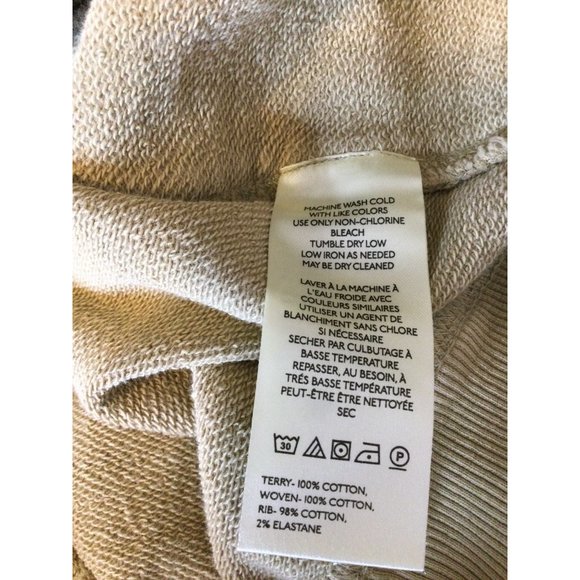 MACHINE WASH COLD
WITH LIKE COLORS
USE ONLY NON-CHLORINE
BLEACH
TUMBLE DRY LOW
LOW IRON AS NEEDED
MAY BE DRY CLEANED
LAVER À LA MACHINE À
L'EAU FROIDE AVEC
COULEURS SIMILAIRES
UTILISER UN AGENT DE
BLANCHIMENT SANS CHLORE
SI NÉCESSAIRE
SECHER PAR CULBUTAGE À
BASSE TEMPERATURE
REPASSER, AU BESOIN, À
TRÉS BASSE TEMPÉRATURE
PEUT-ÊTRE ÊTRE NETTOYÉE
SEC
30 P
TERRY- 100% COTTON,
WOVEN- 100% COTTON,
RIB- 98% COTTON,
2% ELASTANE